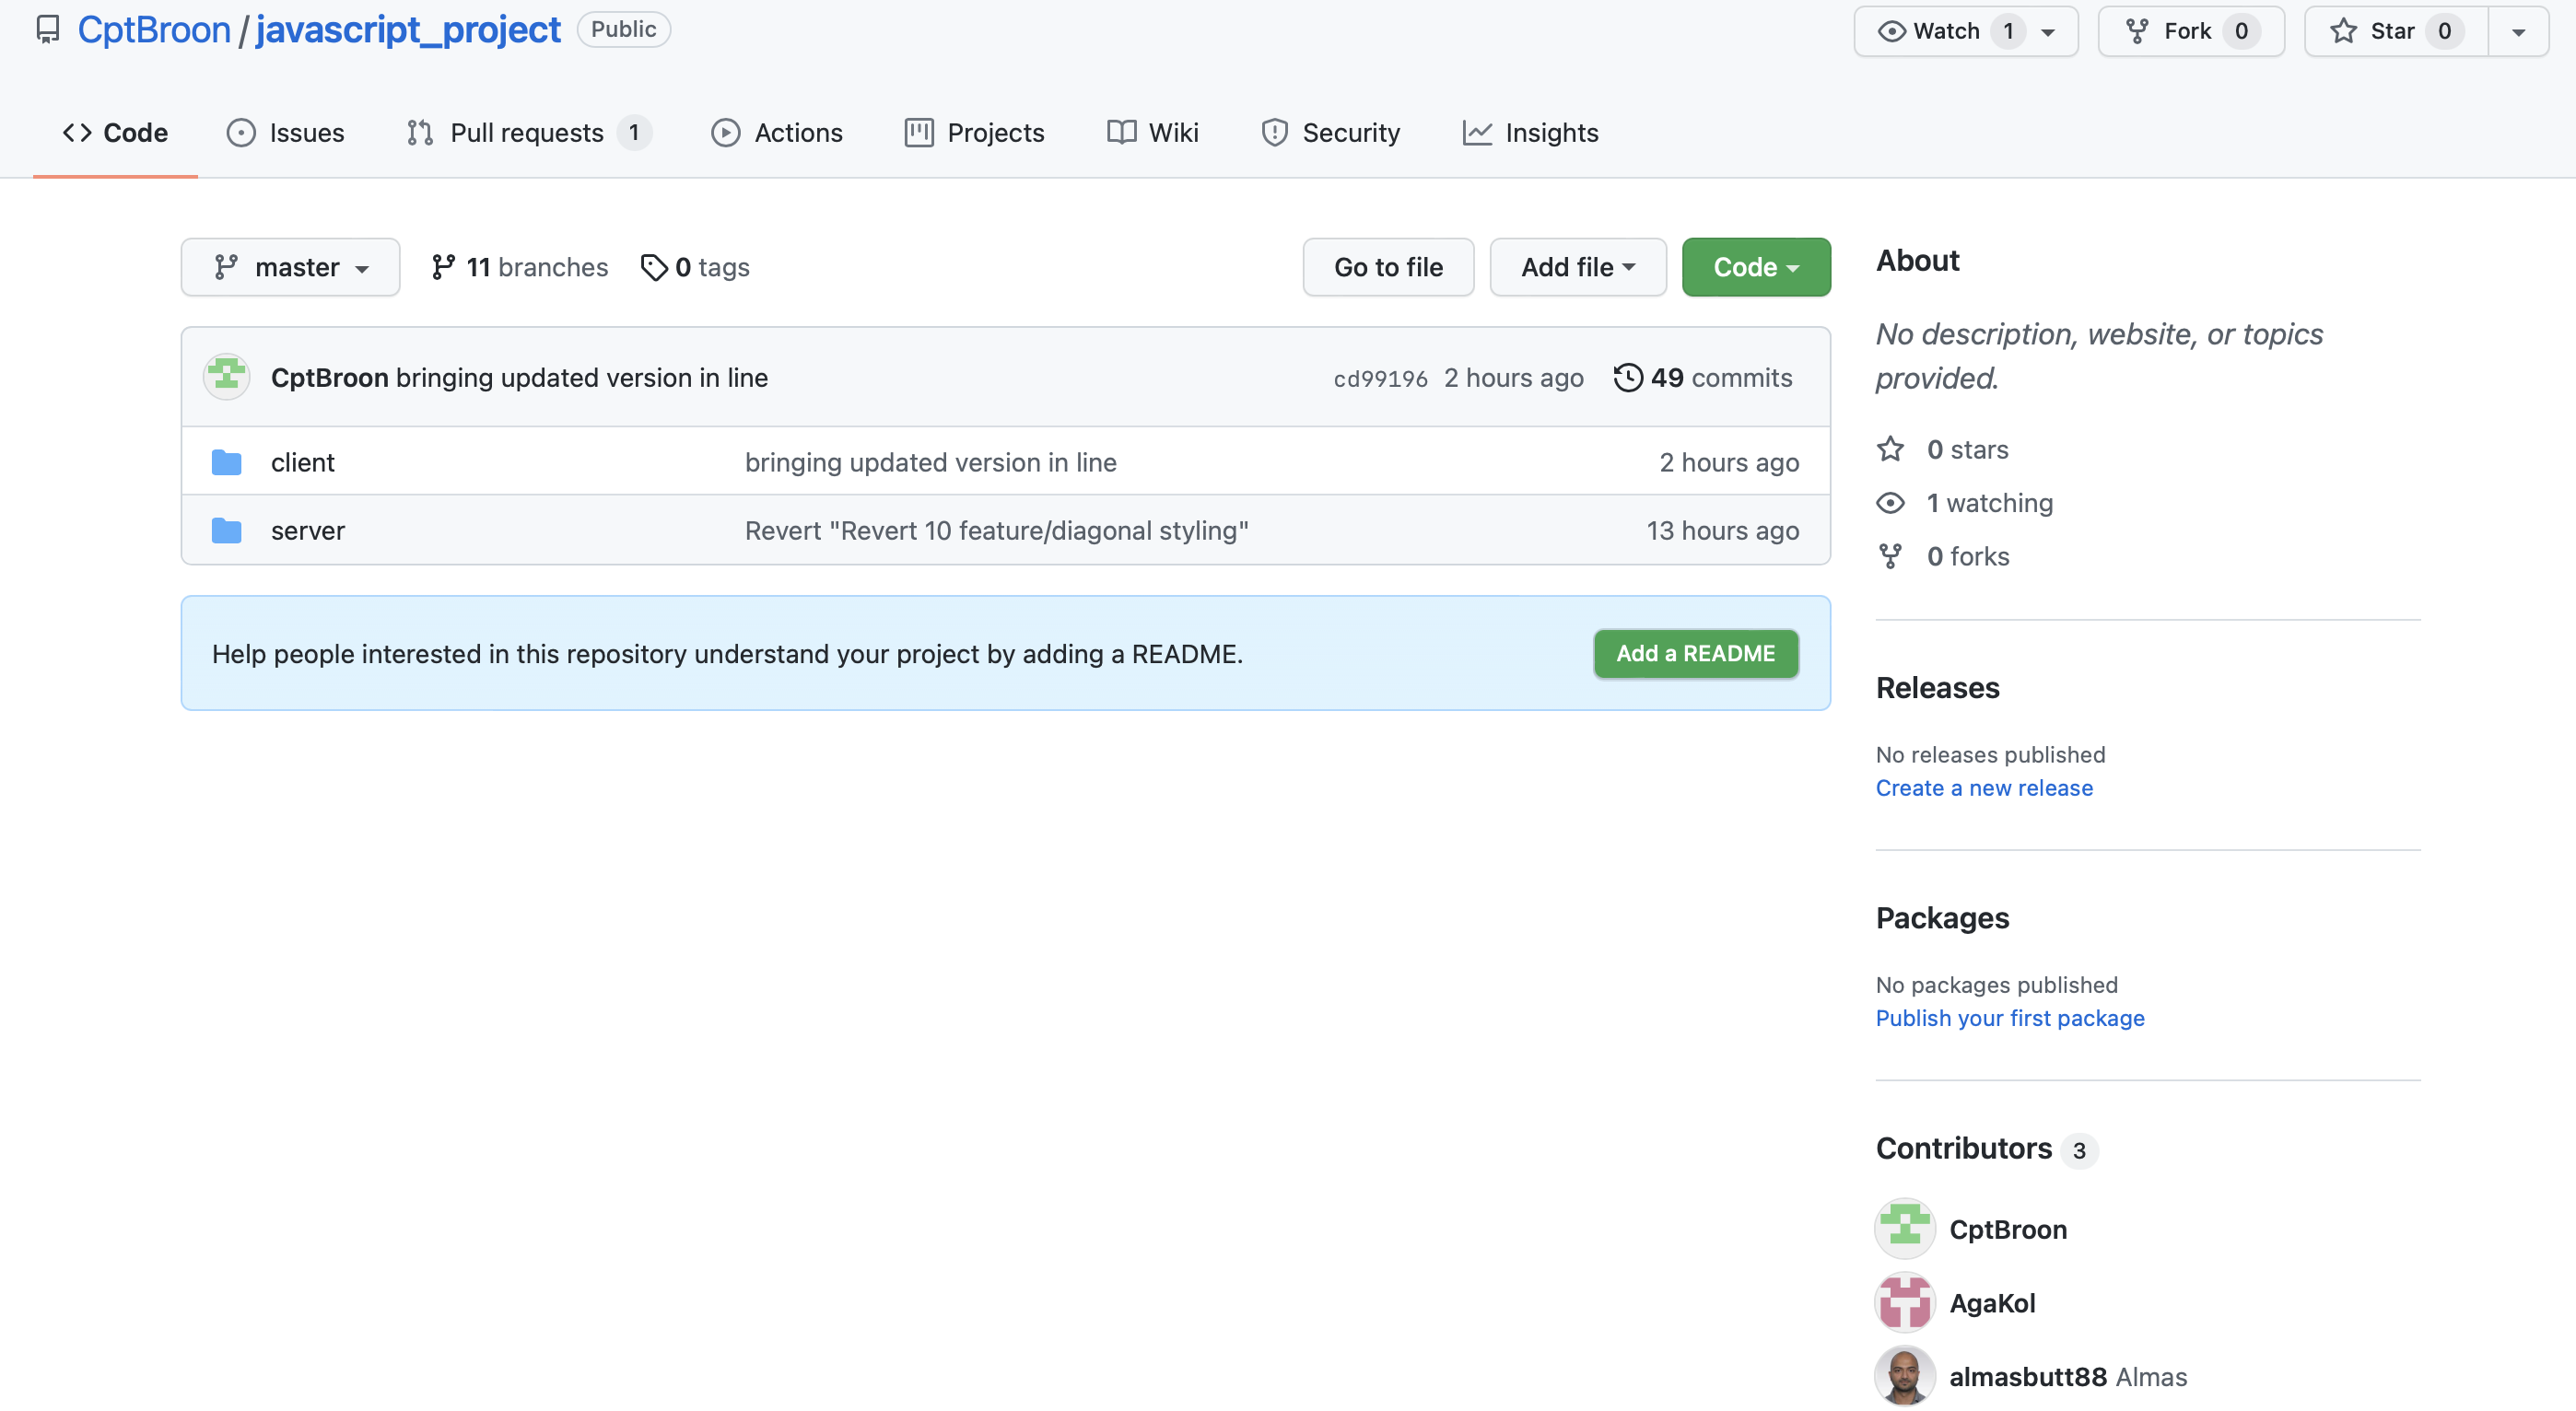 CptBroon / javascript_project Public
Watch 1 Fork 0 Star 0
Code Issues Pull requests 1 Actions Projects Wiki Security Insights
master 11 branches 0 tags Go to file Add file Code
CptBroon bringing updated version in line cd99196 2 hours ago 49 commits
client bringing updated version in line 2 hours ago
server Revert "Revert 10 feature/diagonal styling" 13 hours ago
Help people interested in this repository understand your project by adding a README. Add a README
About
No description, website, or topics
provided.
0 stars
1 watching
0 forks
Releases
No releases published
Create a new release
Packages
No packages published
Publish your first package
Contributors 3
CptBroon
AgaKol
almasbutt88 Almas